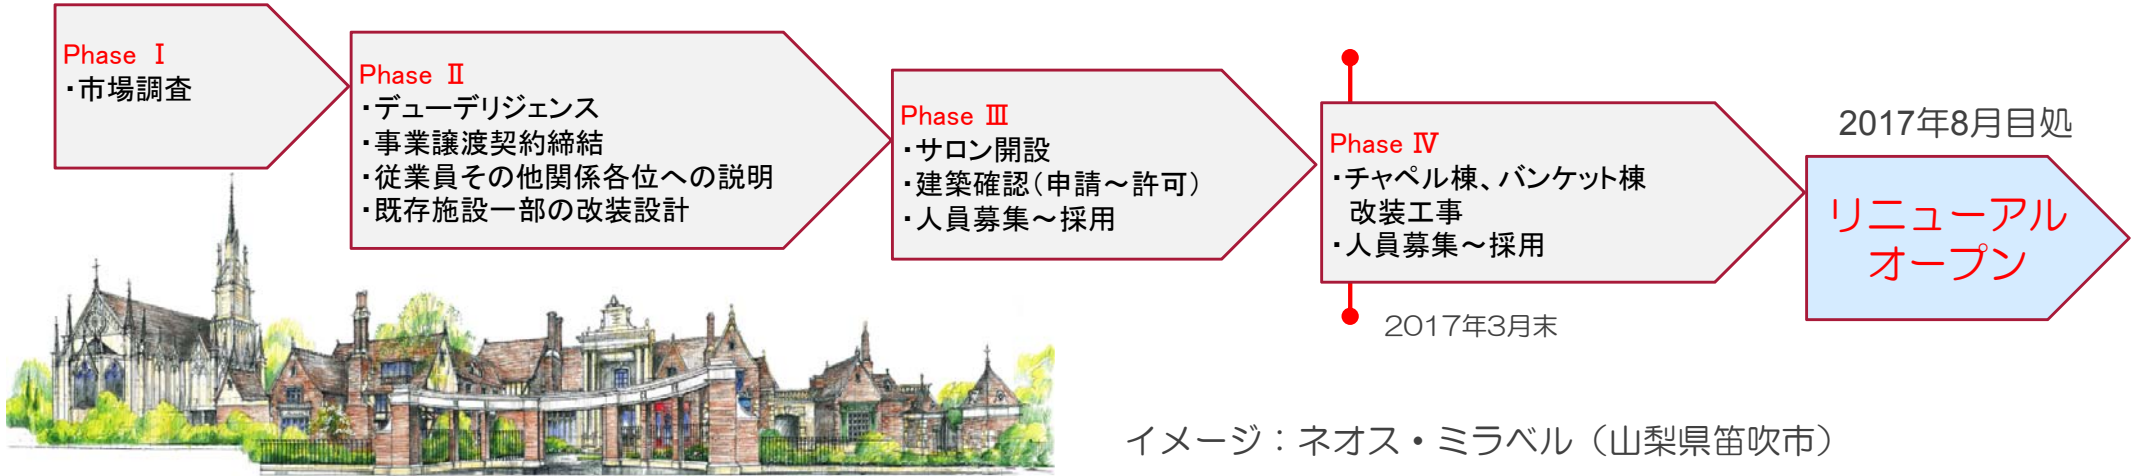 Phase Ⅰ
・市場調査
Phase Ⅱ
・デューデリジェンス
・事業譲渡契約締結
・従業員その他関係各位への説明
・既存施設一部の改装設計
Phase Ⅲ
・サロン開設
・建築確認（申請～許可）
・人員募集～採用
Phase Ⅳ
・チャペル棟、バンケット棟
改装工事
・人員募集～採用
2017年3月末
2017年8月目処
リニューアル
オープン
イメージ：ネオス・ミラベル（山梨県笛吹市）